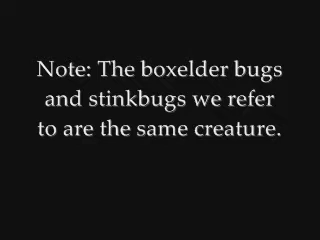 Note: The boxelder bugs
and stinkbugs we refer
to are the same creature.